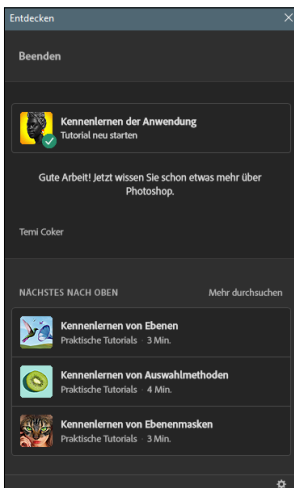 Entdecken
Beenden
Kennenlernen der Anwendung
Tutorial neu starten
Gute Arbeit! Jetzt wissen Sie schon etwas mehr über
Photoshop.
Temi Coker
NÄCHSTES NACH OBEN
Mehr durchsuchen
Kennenlernen von Ebenen
Praktische Tutorials · 3 Min.
Kennenlernen von Auswahlmethoden
Praktische Tutorials · 4 Min.
Kennenlernen von Ebenenmasken
Praktische Tutorials · 3 Min.